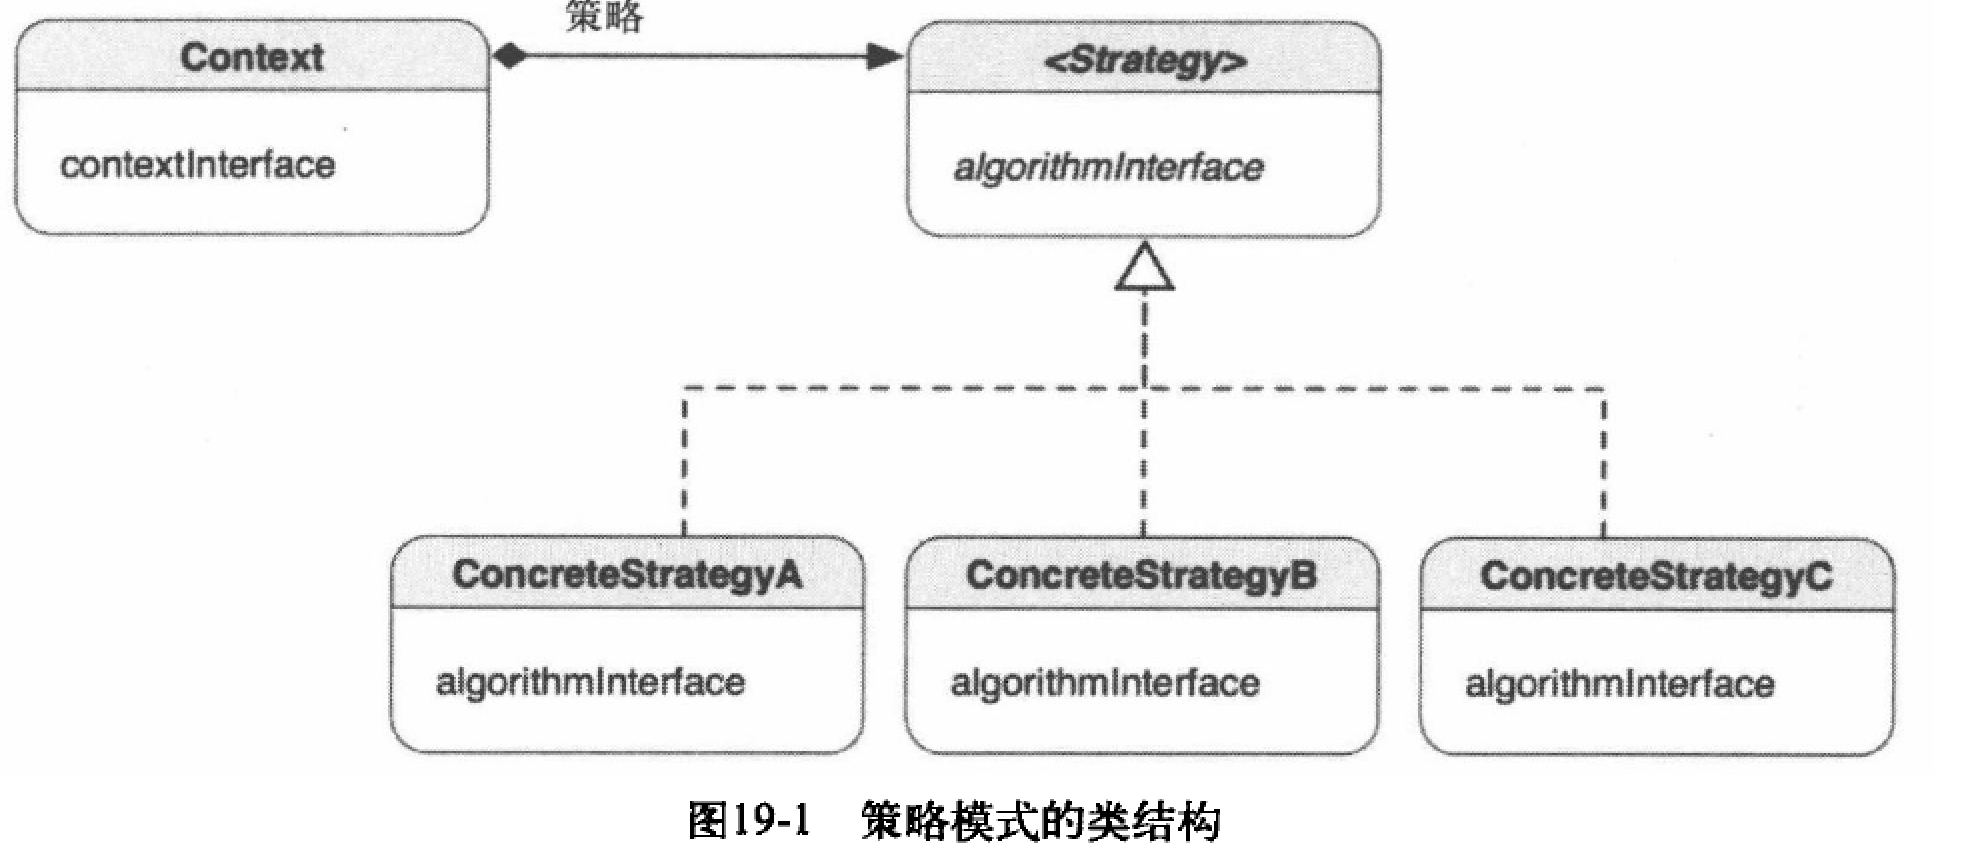 策略
Context
<Strategy>
contextInterface
algorithmInterface
ConcreteStrategyA
ConcreteStrategyB
ConcreteStrategyC
algorithmInterface
algorithmInterface
algorithmInterface
图19-1 策略模式的类结构